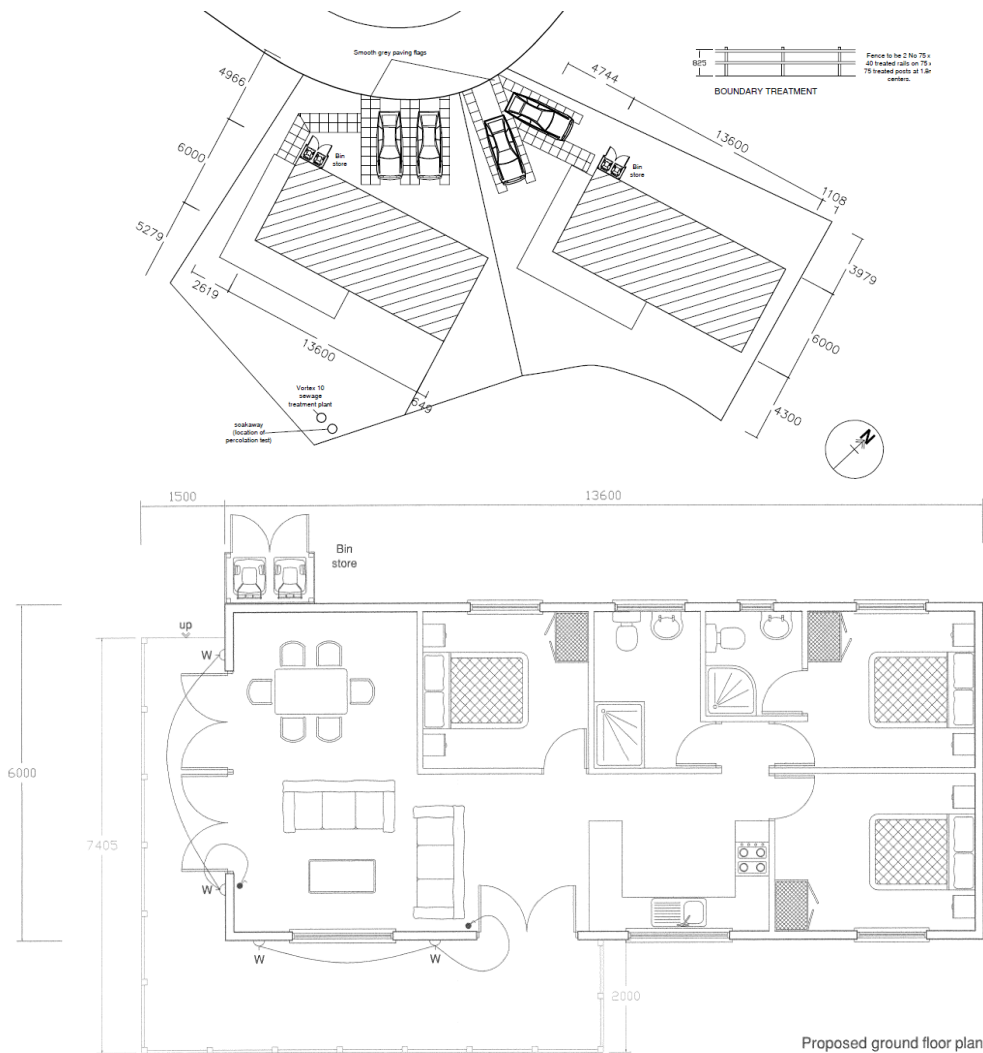 Smooth grey paving flags
4966
6000
5279
2619
13600
649
Bin
store
Vortex 10
sewage
treatment plant
soakaway
(location of
percolation test)
4744
13600
1108
3979
6000
4300
Bin
store
825
BOUNDARY TREATMENT
Fence to he 2 No 75 x
40 treated rails on 75 x
75 treated posts at 1.8m
centers.
N
1500
13600
Bin
store
up
W
6000
7405
W
W
W
2000
Proposed ground floor plan